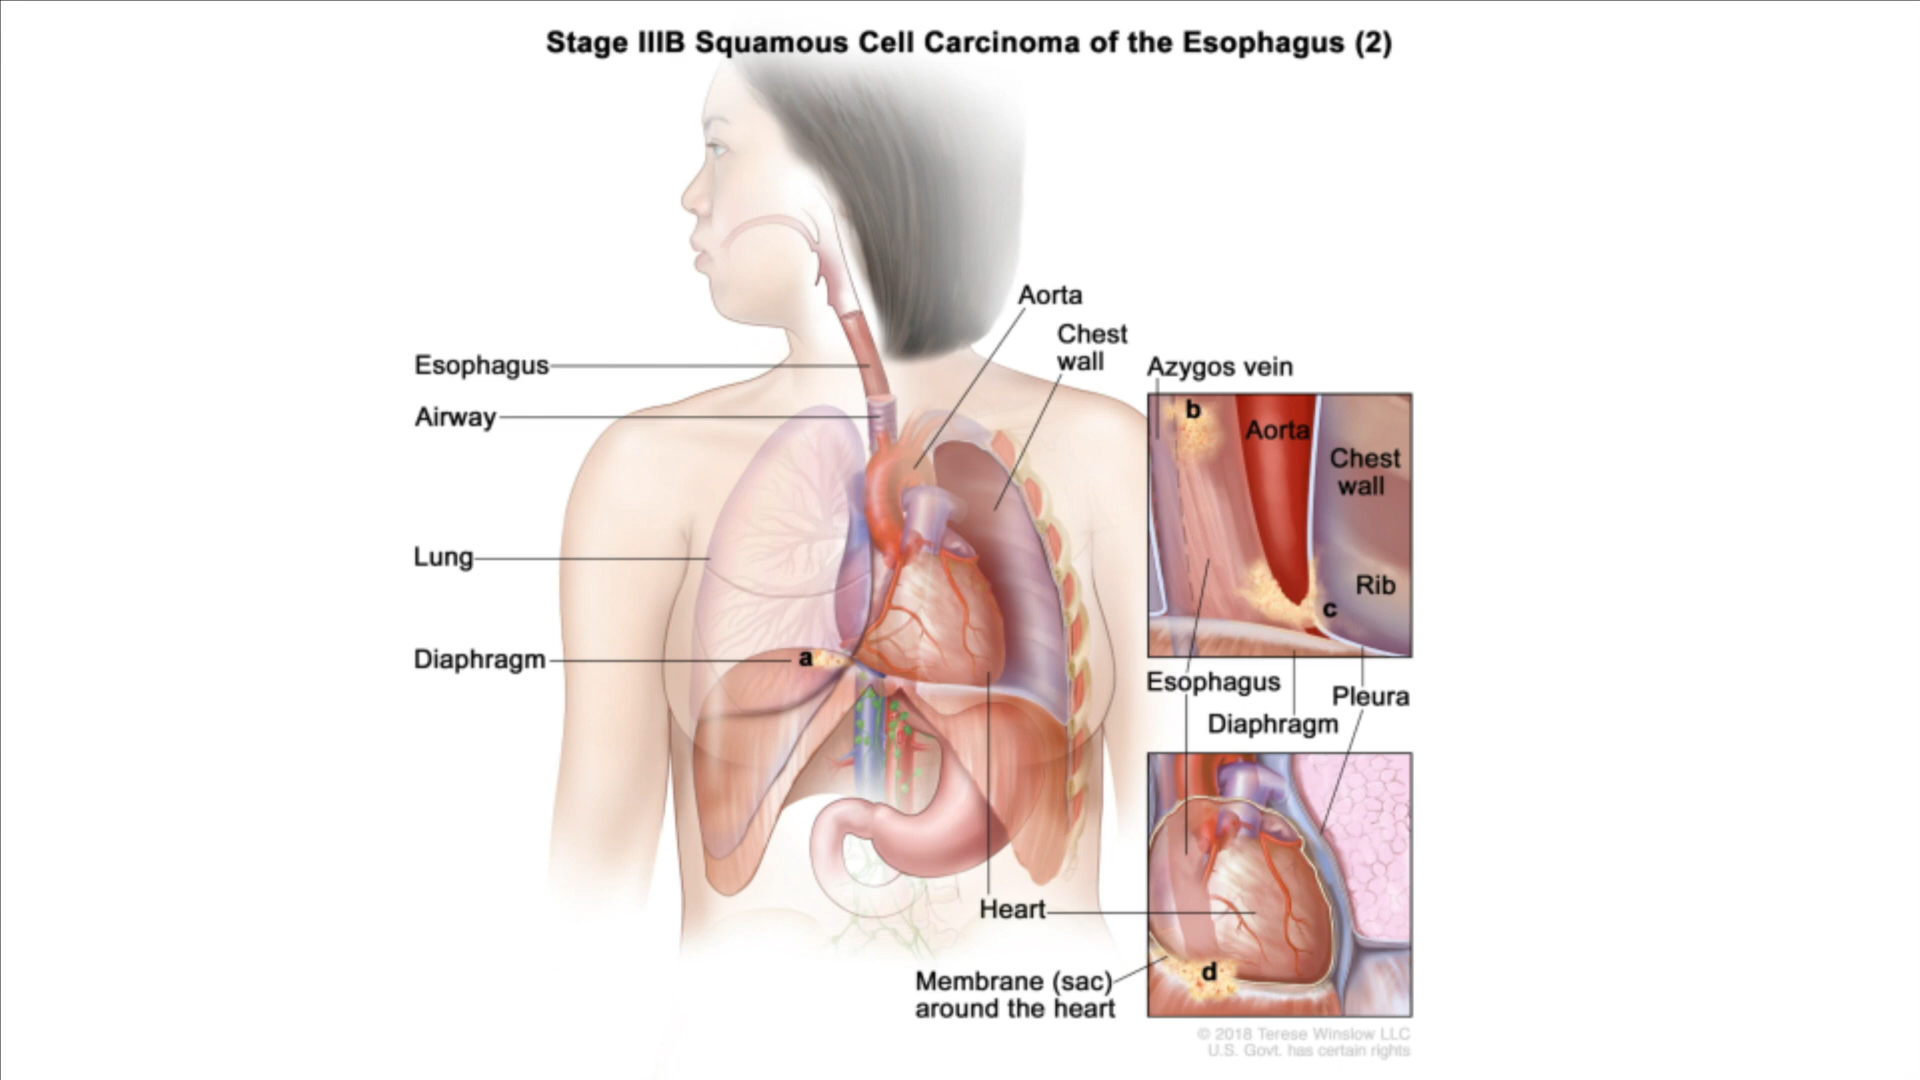 Stage IIIB Squamous Cell Carcinoma of the Esophagus (2)
Aorta
Chest
wall
Esophagus
Airway
Lung
Diaphragm
a
Azygos vein
b
Aorta
Chest
wall
Rib
c
Esophagus
Pleura
Diaphragm
Heart
d
Membrane (sac)
around the heart
© 2018 Terese Winslow LLC
U.S. Govt. has certain rights